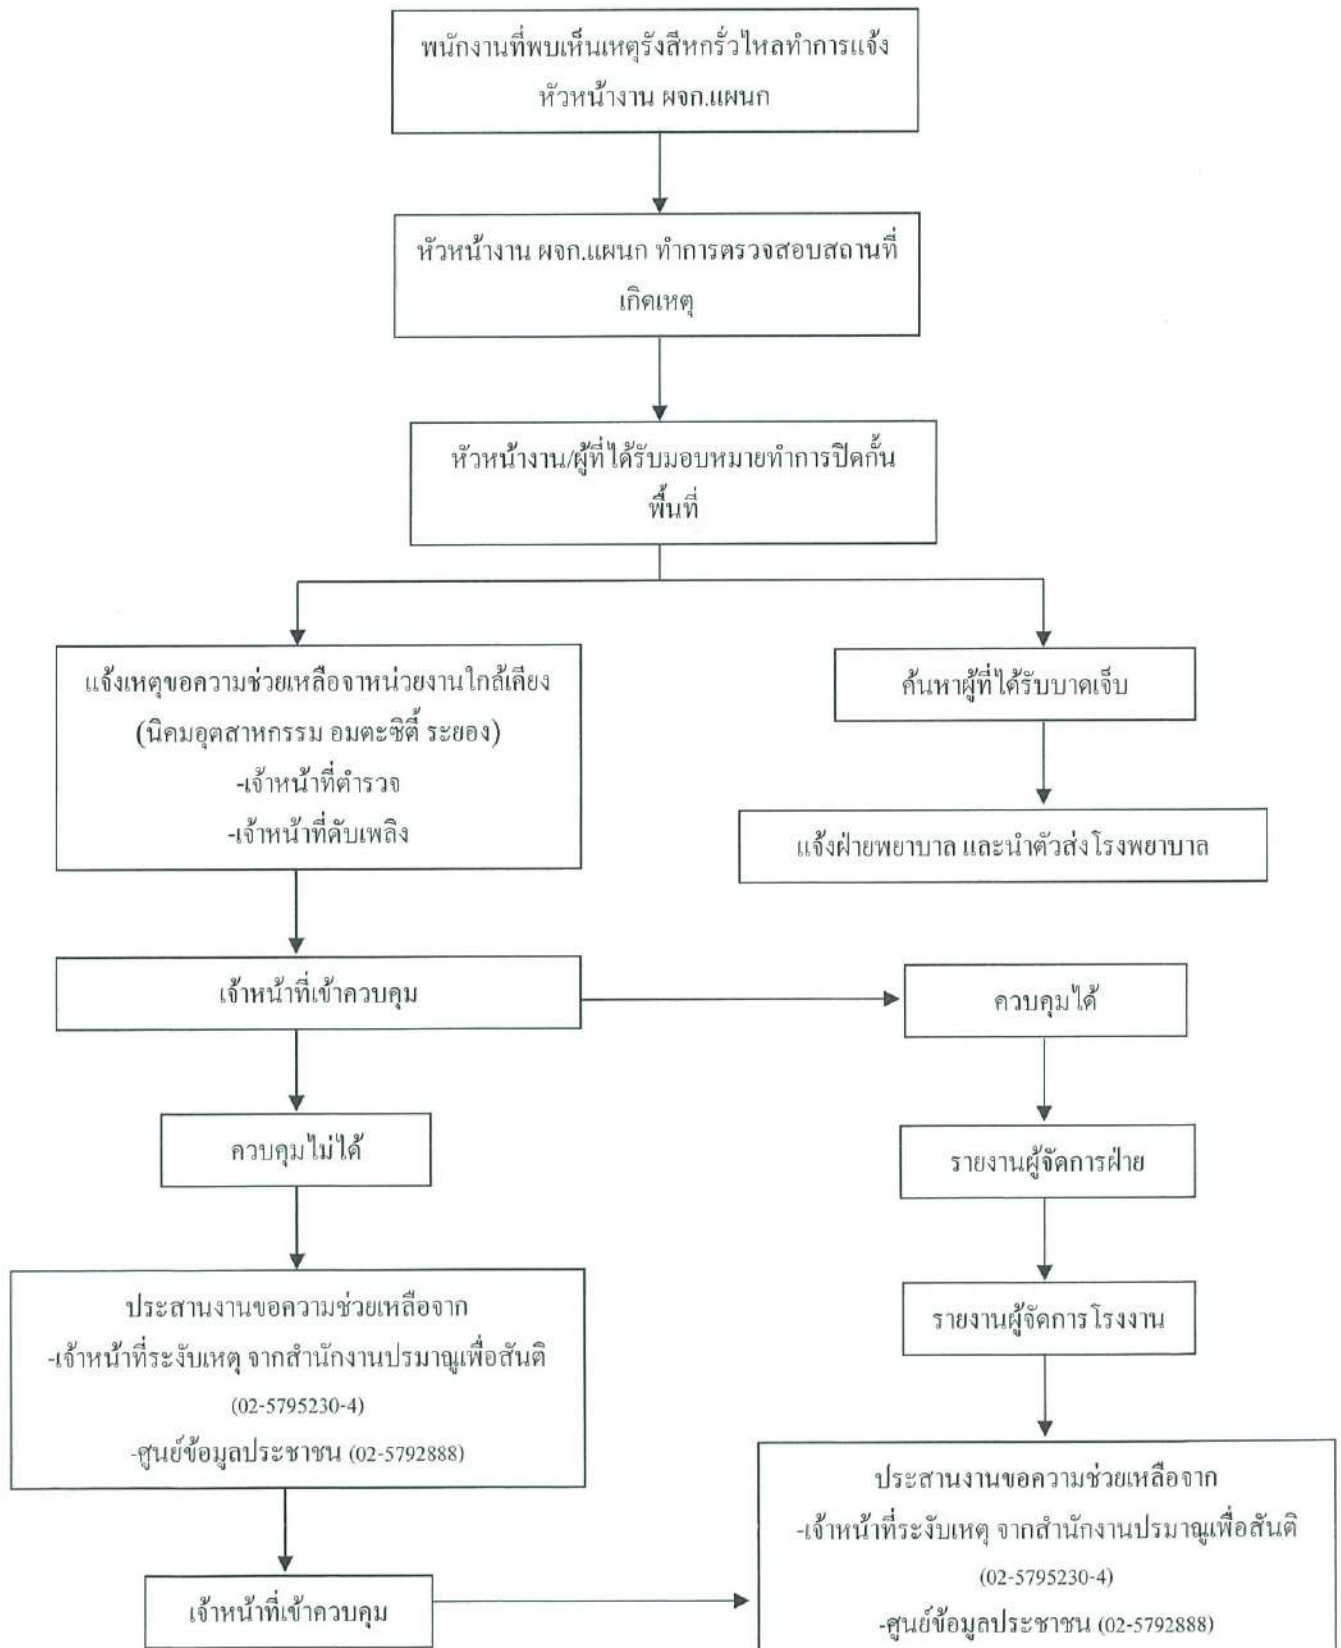 พนักงานที่พบเห็นเหตุรังสีหกรั่วไหลทำการแจ้ง
หัวหน้างาน ผจก.แผนก
หัวหน้างาน ผจก.แผนก ทำการตรวจสอบสถานที่
เกิดเหตุ
หัวหน้างาน/ผู้ที่ได้รับมอบหมายทำการปิดกั้น
พื้นที่
แจ้งเหตุขอความช่วยเหลือจาหน่วยงานใกล้เคียง
(นิคมอุตสาหกรรม อมตะซิตี้ ระยอง)
-เจ้าหน้าที่ตำรวจ
-เจ้าหน้าที่ดับเพลิง
ค้นหาผู้ที่ได้รับบาดเจ็บ
แจ้งฝ่ายพยาบาล และนำตัวส่งโรงพยาบาล
เจ้าหน้าที่เข้าควบคุม
ควบคุมได้
ควบคุมไม่ได้
รายงานผู้จัดการฝ่าย
รายงานผู้จัดการโรงงาน
ประสานงานขอความช่วยเหลือจาก
-เจ้าหน้าที่ระงับเหตุ จากสำนักงานปรมาณูเพื่อสันติ
(02-5795230-4)
-ศูนย์ข้อมูลประชาชน (02-5792888)
เจ้าหน้าที่เข้าควบคุม
ประสานงานขอความช่วยเหลือจาก
-เจ้าหน้าที่ระงับเหตุ จากสำนักงานปรมาณูเพื่อสันติ
(02-5795230-4)
-ศูนย์ข้อมูลประชาชน (02-5792888)